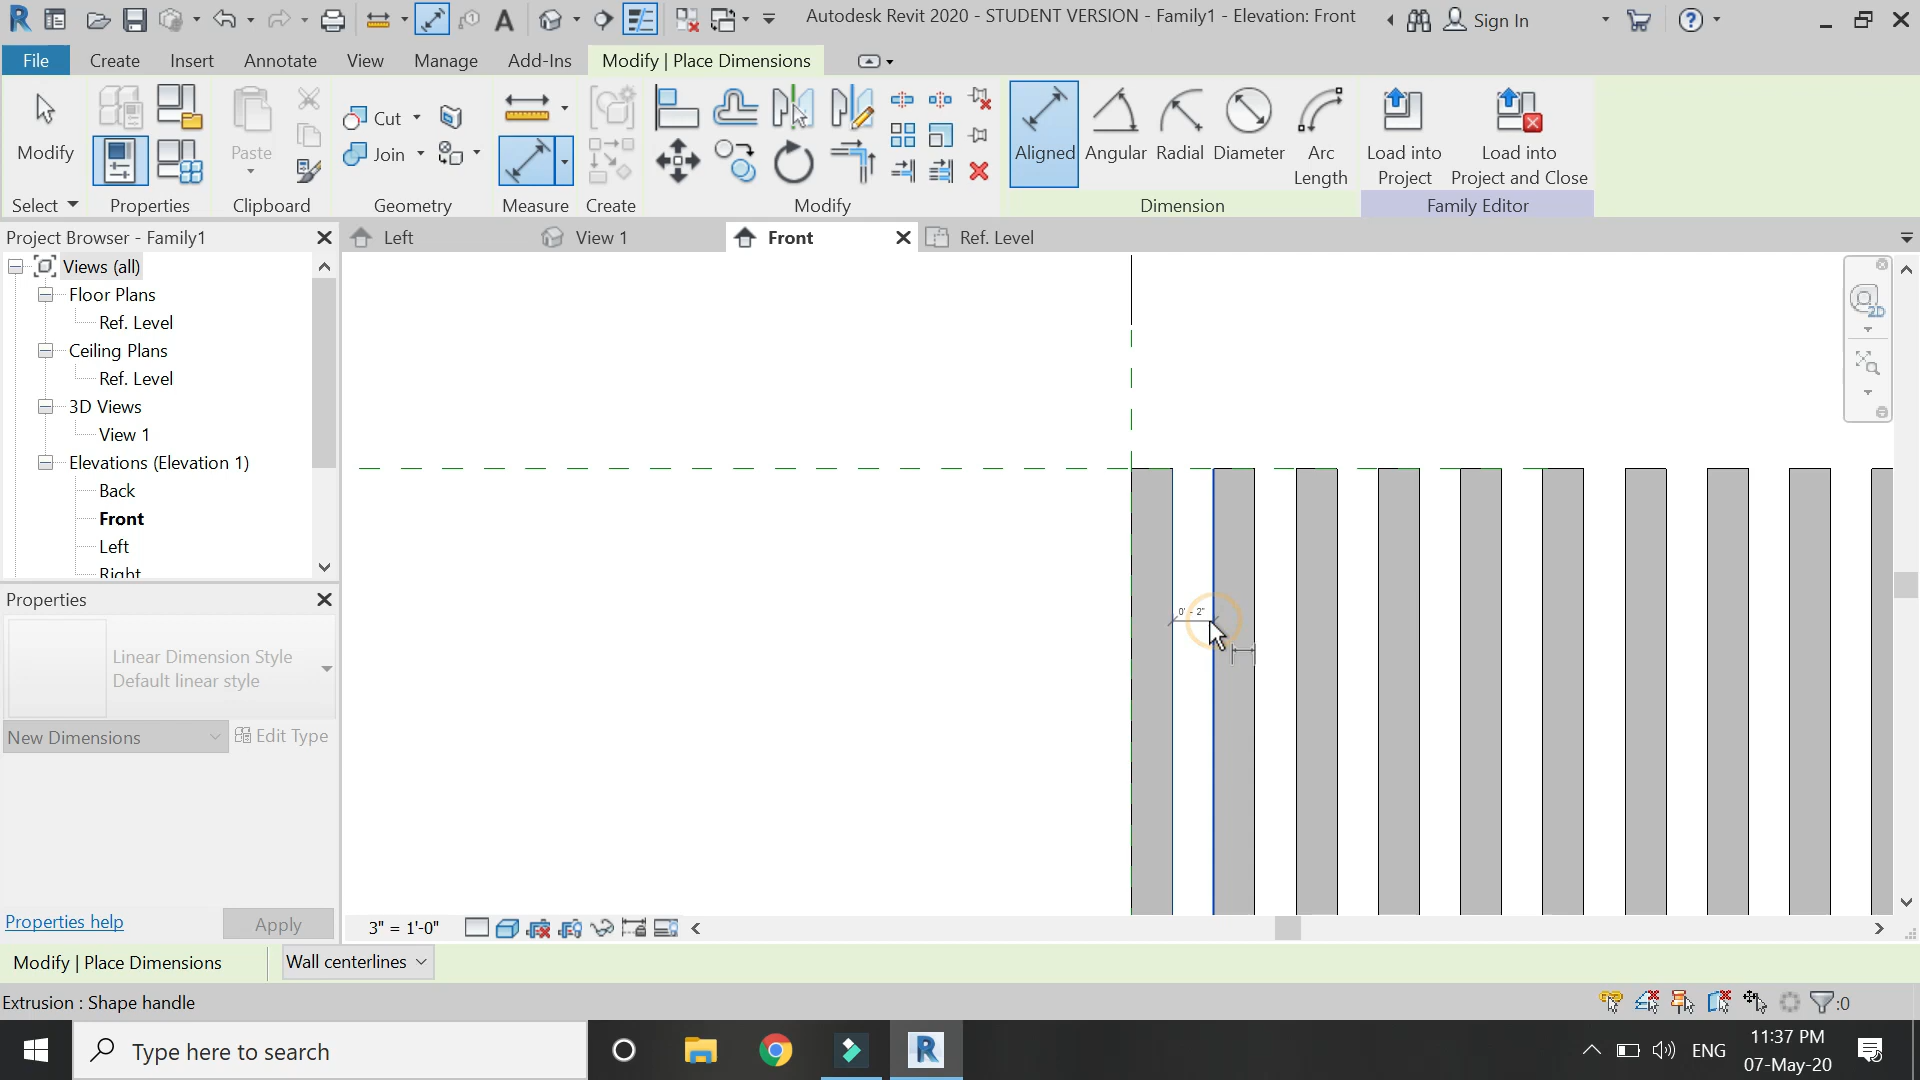 Autodesk Revit 2020 - STUDENT VERSION - Family1 - Elevation: Front
Sign In
File Create Insert Annotate View Manage Add-Ins Modify | Place Dimensions
Modify
Paste
Cut
Join
Aligned Angular Radial Diameter Arc Length
Load into Project
Load into Project and Close
Select Properties Clipboard Geometry Measure Create Modify Dimension Family Editor
Project Browser - Family1
Left
View 1
Front
Ref. Level
Views (all)
Floor Plans
Ref. Level
Ceiling Plans
Ref. Level
3D Views
View 1
Elevations (Elevation 1)
Back
Front
Left
Right
2D
0' - 2"
Properties
Linear Dimension Style
Default linear style
New Dimensions
Edit Type
Properties help
Apply
3" = 1'-0"
Modify | Place Dimensions
Wall centerlines
Extrusion : Shape handle
:0
Type here to search
ENG
11:37 PM
07-May-20